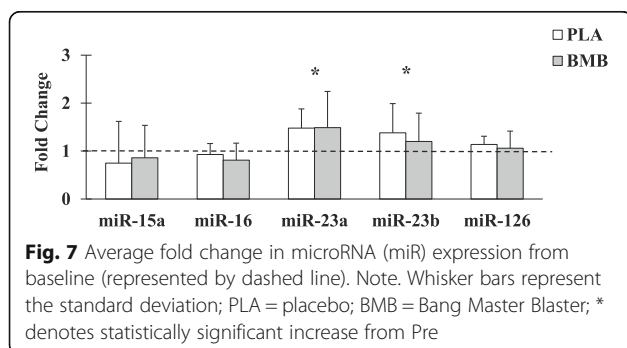 PLA
BMB
3
2
1
0
Fold Change
* *
miR-15a miR-16 miR-23a miR-23b miR-126
Fig. 7 Average fold change in microRNA (miR) expression from
baseline (represented by dashed line). Note. Whisker bars represent
the standard deviation; PLA = placebo; BMB = Bang Master Blaster; *
denotes statistically significant increase from Pre